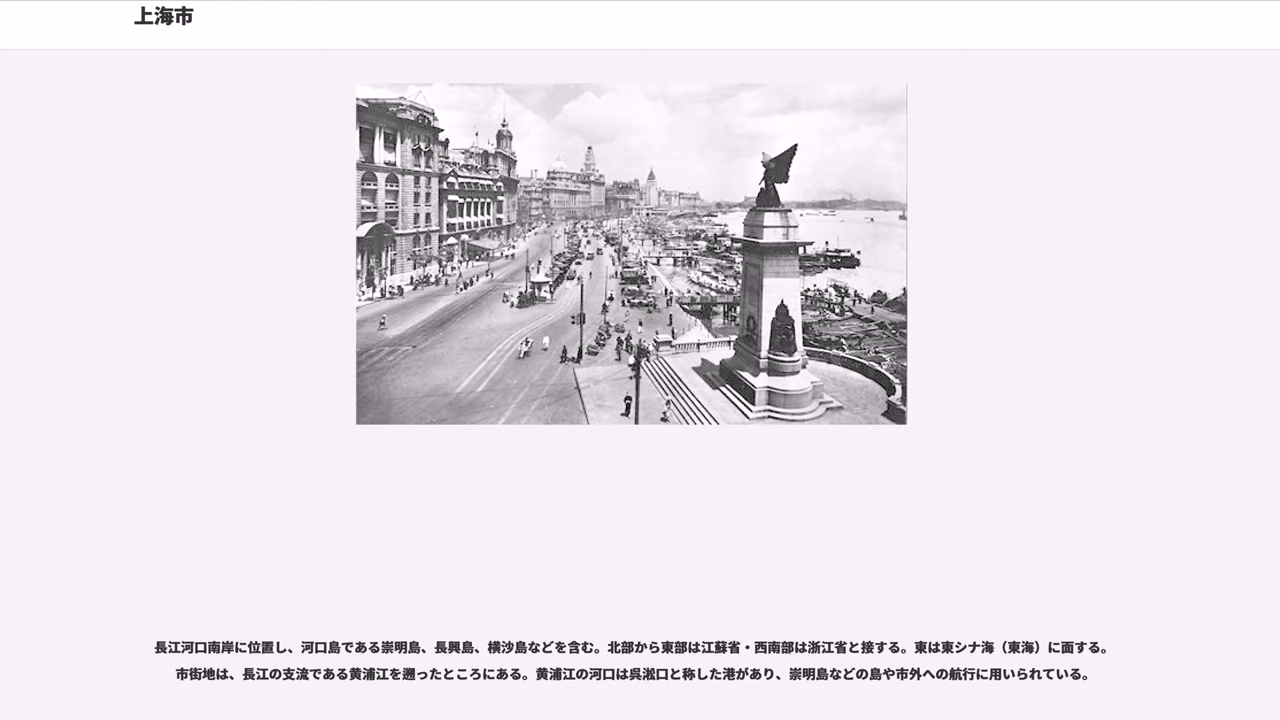 上海市
長江河口南岸に位置し、河口島である崇明島、長興島、横沙島などを含む。北部から東部は江蘇省・西南部は浙江省と接する。東は東シナ海（東海）に面する。
市街地は、長江の支流である黄浦江を遡ったところにある。黄浦江の河口は呉淞口と称した港があり、崇明島などの島や市外への航行に用いられている。